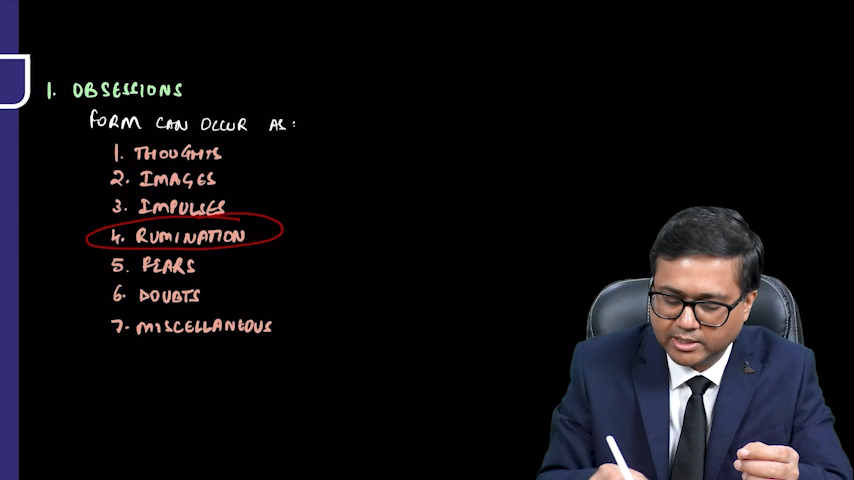 1. OBSESSIONS
FORM CAN OCCUR AS:
1. THOUGHTS
2. IMAGES
3. IMPULSES
4. RUMINATION
5. FEARS
6. DOUBTS
7. MISCELLANEOUS